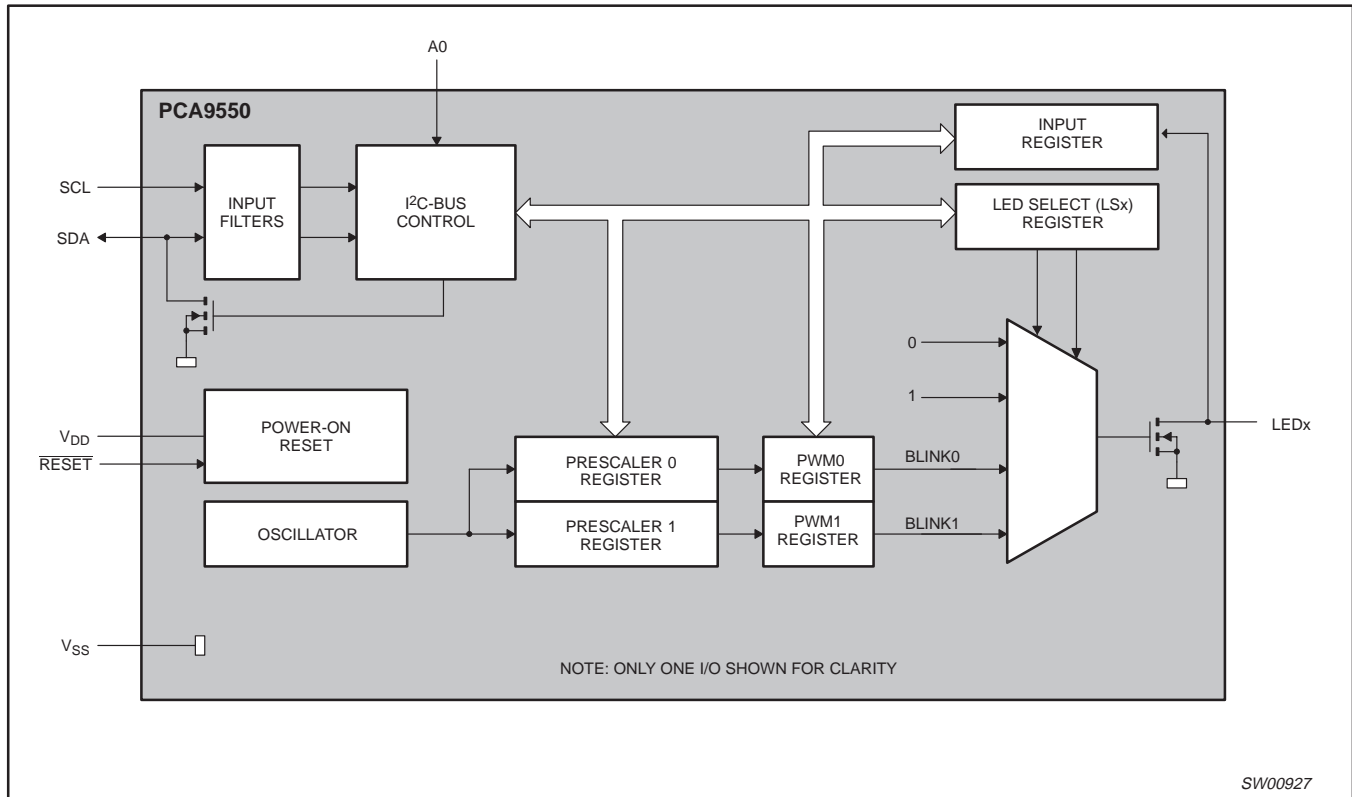 A0
PCA9550
SCL
SDA
INPUT
FILTERS
I²C-BUS
CONTROL
INPUT
REGISTER
LED SELECT (LSx)
REGISTER
0
1
VDD
RESET
POWER-ON
RESET
OSCILLATOR
PRESCALER 0
REGISTER
PRESCALER 1
REGISTER
PWM0
REGISTER
PWM1
REGISTER
BLINK0
BLINK1
LEDx
VSS
NOTE: ONLY ONE I/O SHOWN FOR CLARITY
SW00927